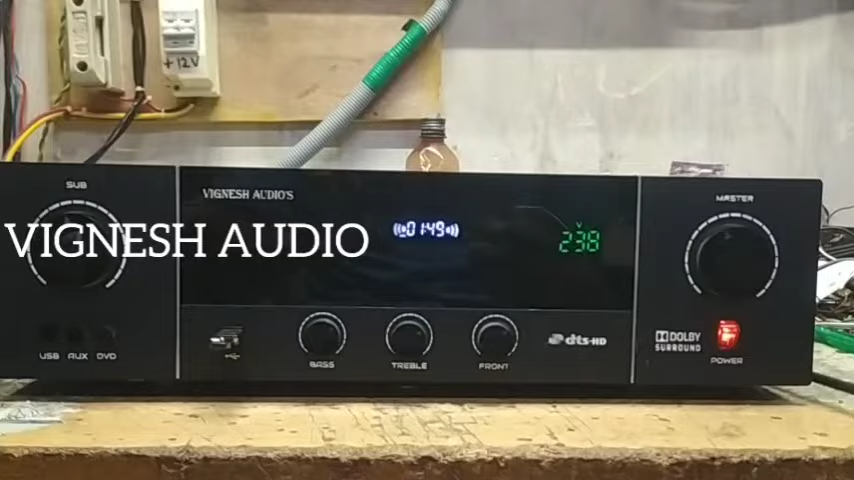 +12V
SUB
VIGNESH AUDIO'S
MASTER
01:49
V
238
VIGNESH AUDIO
USB AUX DVD
BASS
TREBLE
FRONT
dts-HD
DOLBY
SURROUND
POWER